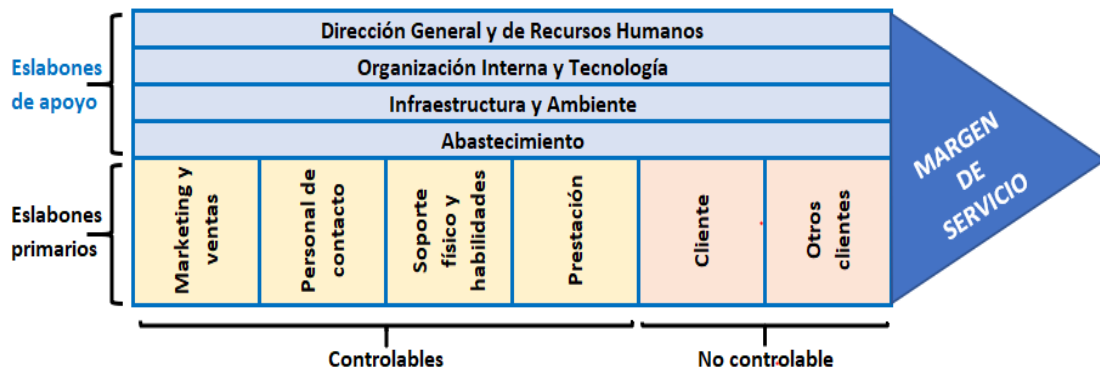 Eslabones
de apoyo
Dirección General y de Recursos Humanos
Organización Interna y Tecnología
Infraestructura y Ambiente
Abastecimiento
Eslabones
primarios
Marketing y
ventas
Personal de
contacto
Soporte
físico y
habilidades
Prestación
Cliente
Otros
clientes
MARGEN
DE
SERVICIO
Controlables
No controlable